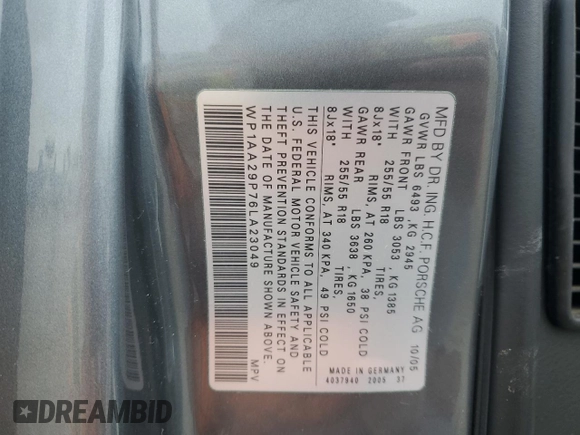 MFD BY DR. ING. H.C.F. PORSCHE AG 10/05
GVWR LBS 6493 ,KG 2945
GAWR FRONT LBS 3053 , KG 1385
WITH 255/55 R18 TIRES,
8Jx18" RIMS, AT 260 KPA, 38 PSI COLD
GAWR REAR LBS 3638 , KG 1650
WITH 255/55 R18 TIRES,
8Jx18" RIMS, AT 340 KPA, 49 PSI COLD
THIS VEHICLE CONFORMS TO ALL APPLICABLE
U.S. FEDERAL MOTOR VEHICLE SAFETY AND
THEFT PREVENTION STANDARDS IN EFFECT ON
THE DATE OF MANUFACTURE SHOWN ABOVE.
WP1AA29P76LA23049 MPV
MADE IN GERMANY
4037940 2005 37
DREAMBID
CERTIFIED USED CARS